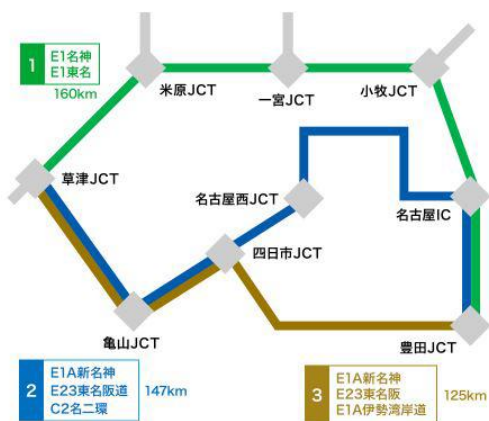 1
E1名神
E1東名
160km
米原JCT
一宮JCT
小牧JCT
草津JCT
名古屋西JCT
名古屋IC
四日市JCT
亀山JCT
豊田JCT
2
E1A新名神
E23東名阪道
C2名二環
147km
3
E1A新名神
E23東名阪
E1A伊勢湾岸道
125km